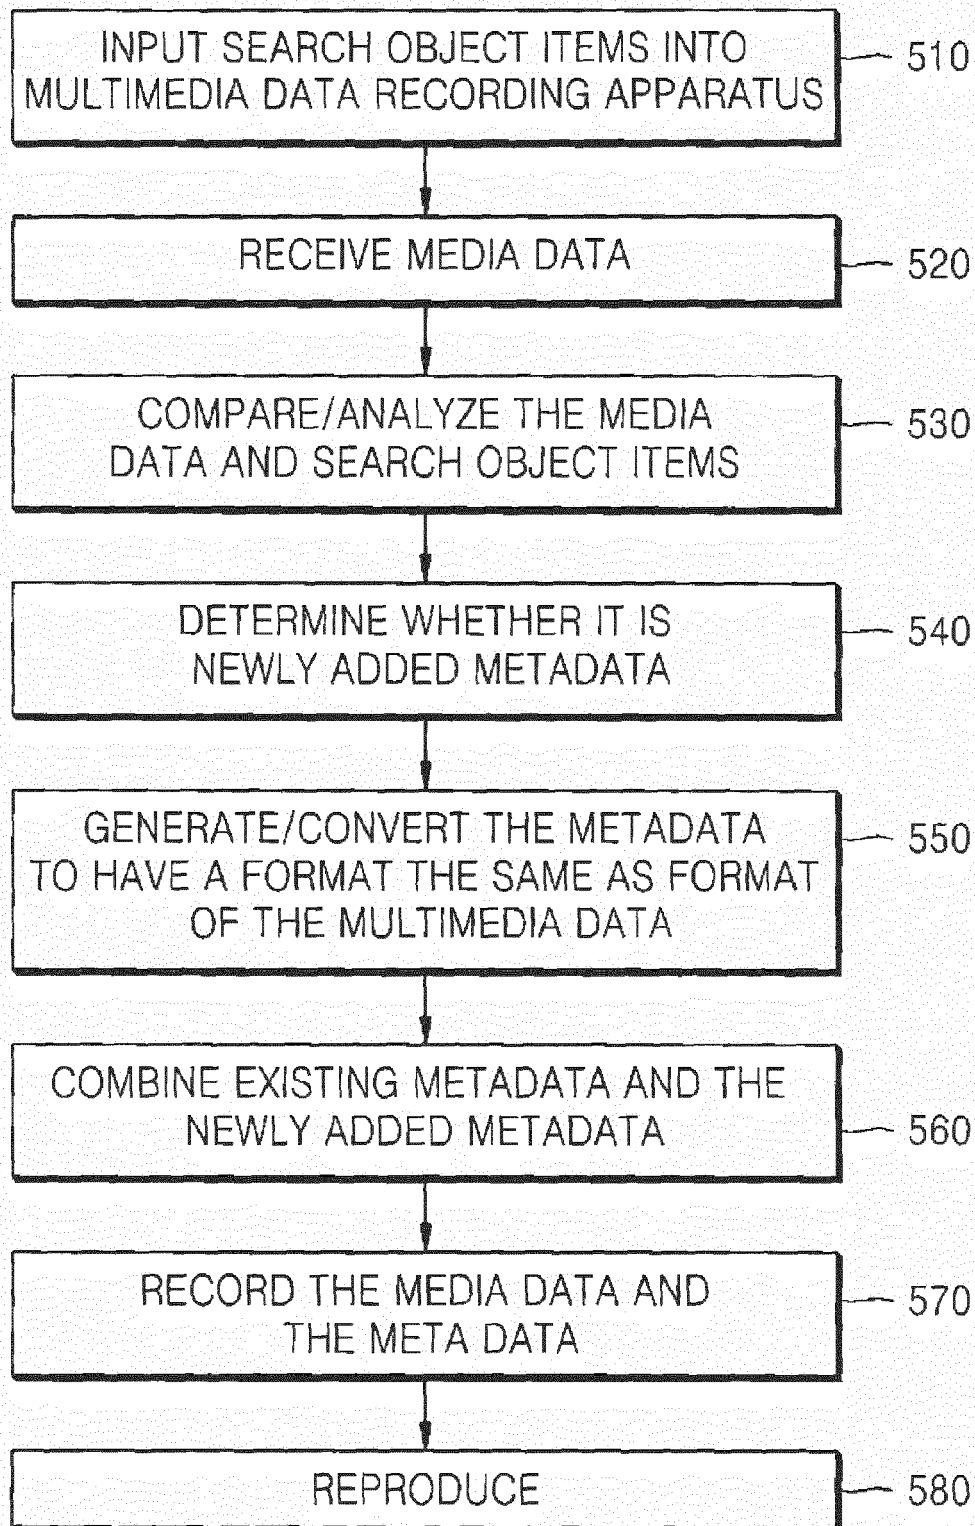 INPUT SEARCH OBJECT ITEMS INTO
MULTIMEDIA DATA RECORDING APPARATUS
510
RECEIVE MEDIA DATA
520
COMPARE/ANALYZE THE MEDIA
DATA AND SEARCH OBJECT ITEMS
530
DETERMINE WHETHER IT IS
NEWLY ADDED METADATA
540
GENERATE/CONVERT THE METADATA
TO HAVE A FORMAT THE SAME AS FORMAT
OF THE MULTIMEDIA DATA
550
COMBINE EXISTING METADATA AND THE
NEWLY ADDED METADATA
560
RECORD THE MEDIA DATA AND
THE META DATA
570
REPRODUCE
580